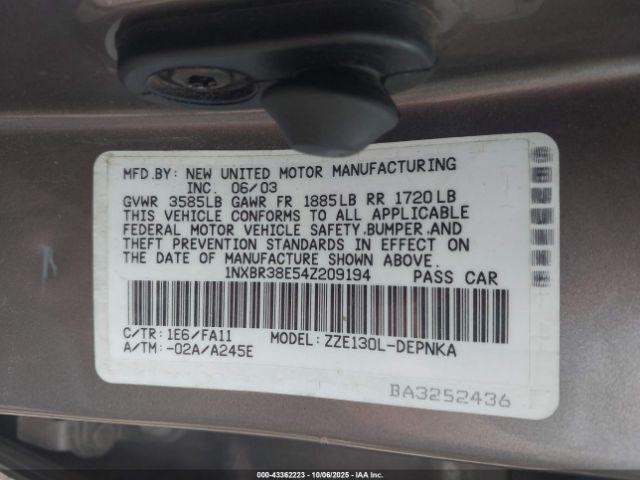 MFD.BY: NEW UNITED MOTOR MANUFACTURING
INC. 06/03
GVWR 3585LB GAWR FR 1885LB RR 1720LB
THIS VEHICLE CONFORMS TO ALL APPLICABLE
FEDERAL MOTOR VEHICLE SAFETY,BUMPER,AND
THEFT PREVENTION STANDARDS IN EFFECT ON
THE DATE OF MANUFACTURE SHOWN ABOVE.
1NXBR38E54Z209194 PASS CAR
C/TR: 1E6/FA11 MODEL: ZZE130L-DEPNKA
A/TM: -02A/A245E
BA3252436
000-43362223 | 10/06/2025 | IAA Inc.